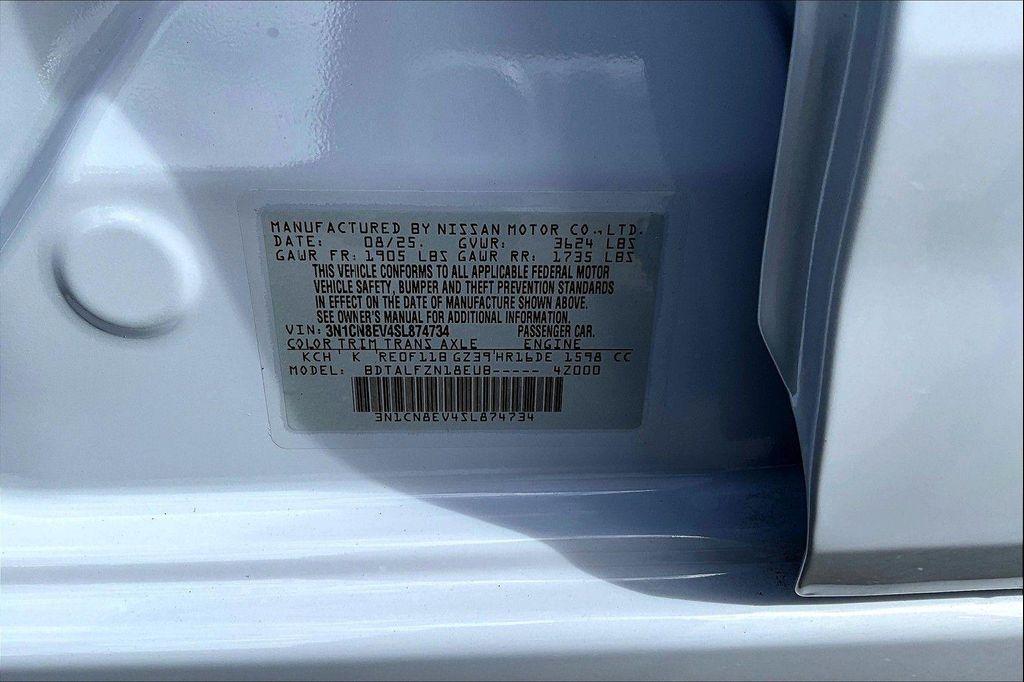 MANUFACTURED BY NISSAN MOTOR CO.,LTD.
DATE: 08/25. GVWR: 3624 LBS
GAWR FR: 1905 LBS GAWR RR: 1735 LBS
THIS VEHICLE CONFORMS TO ALL APPLICABLE FEDERAL MOTOR
VEHICLE SAFETY, BUMPER AND THEFT PREVENTION STANDARDS
IN EFFECT ON THE DATE OF MANUFACTURE SHOWN ABOVE.
SEE OWNER'S MANUAL FOR ADDITIONAL INFORMATION.
VIN: 3N1CN8EV4SL874734 PASSENGER CAR.
COLOR TRIM TRANS AXLE ENGINE
KCH ' K 'RE0F11B GZ39'HR16DE 1598 CC
MODEL: BDTALFZN18EUB----- 4Z000
3N1CN8EV4SL874734